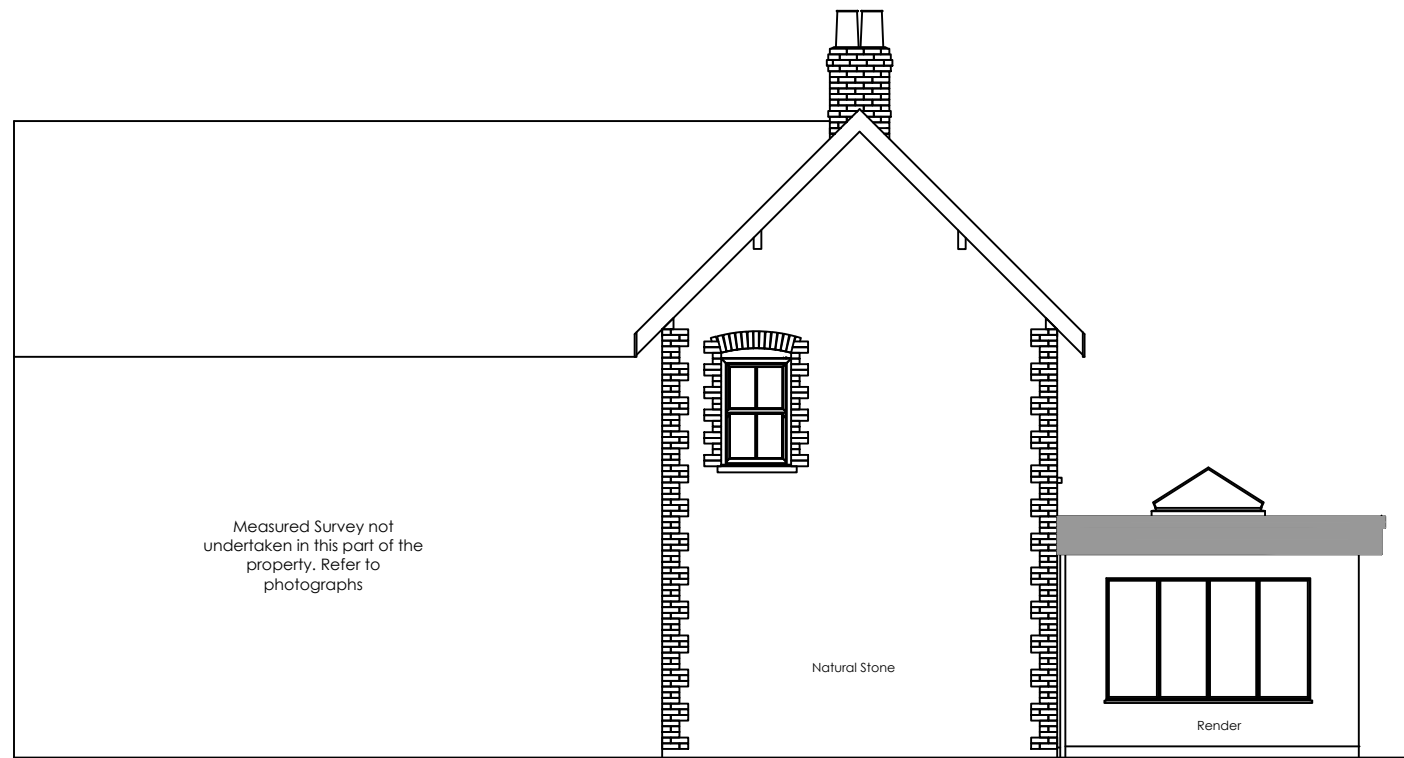 Measured Survey not
undertaken in this part of the
property. Refer to
photographs
Natural Stone
Render